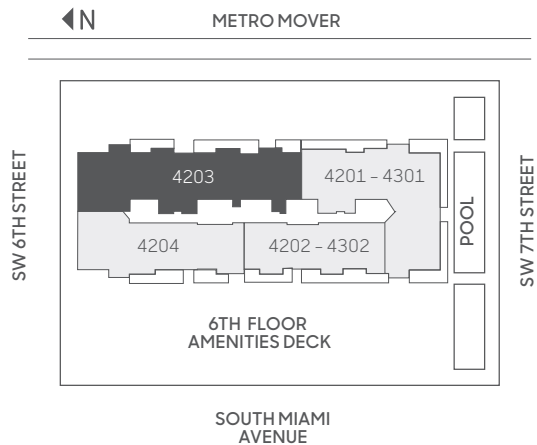 N
METRO MOVER
SW 6TH STREET
4203
4201 – 4301
4204
4202 – 4302
POOL
SW 7TH STREET
6TH FLOOR
AMENITIES DECK
SOUTH MIAMI
AVENUE